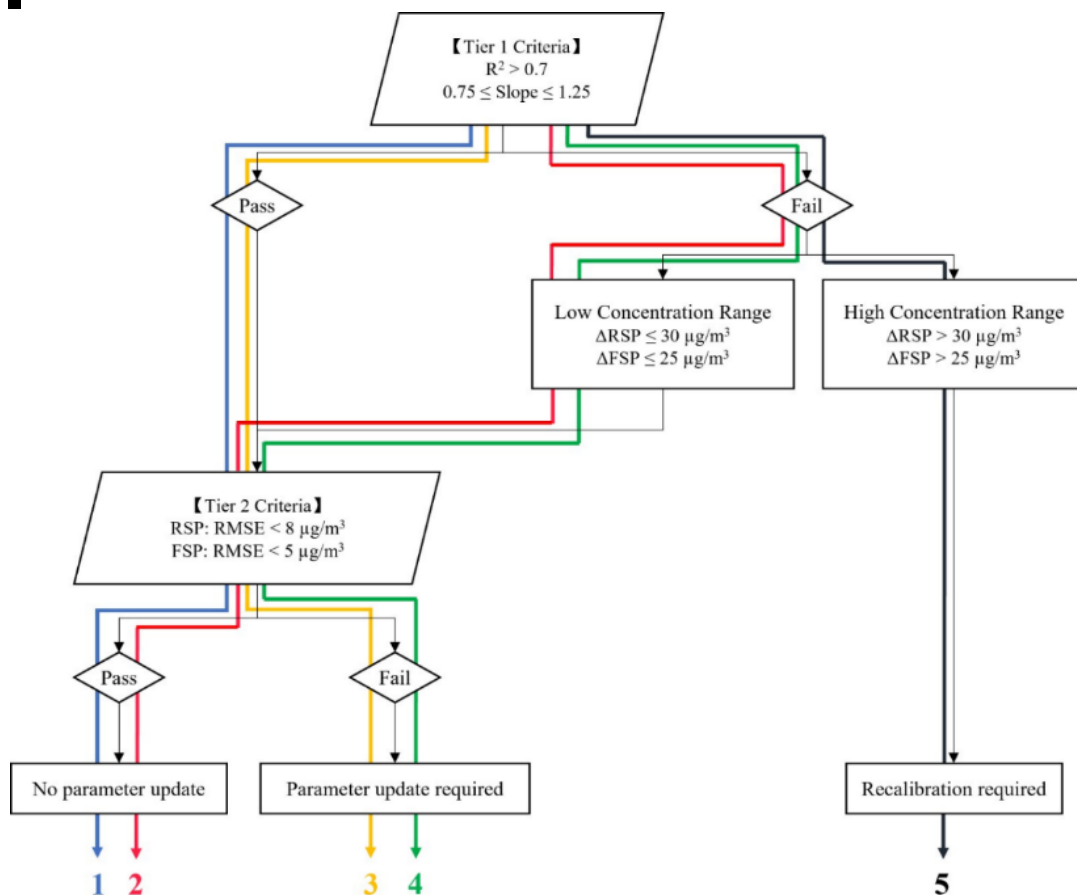 【Tier 1 Criteria】
R² > 0.7
0.75 ≤ Slope ≤ 1.25
Pass
Fail
Low Concentration Range
ΔRSP ≤ 30 µg/m³
ΔFSP ≤ 25 µg/m³
High Concentration Range
ΔRSP > 30 µg/m³
ΔFSP > 25 µg/m³
【Tier 2 Criteria】
RSP: RMSE < 8 µg/m³
FSP: RMSE < 5 µg/m³
Pass
Fail
No parameter update
Parameter update required
Recalibration required
1
2
3
4
5